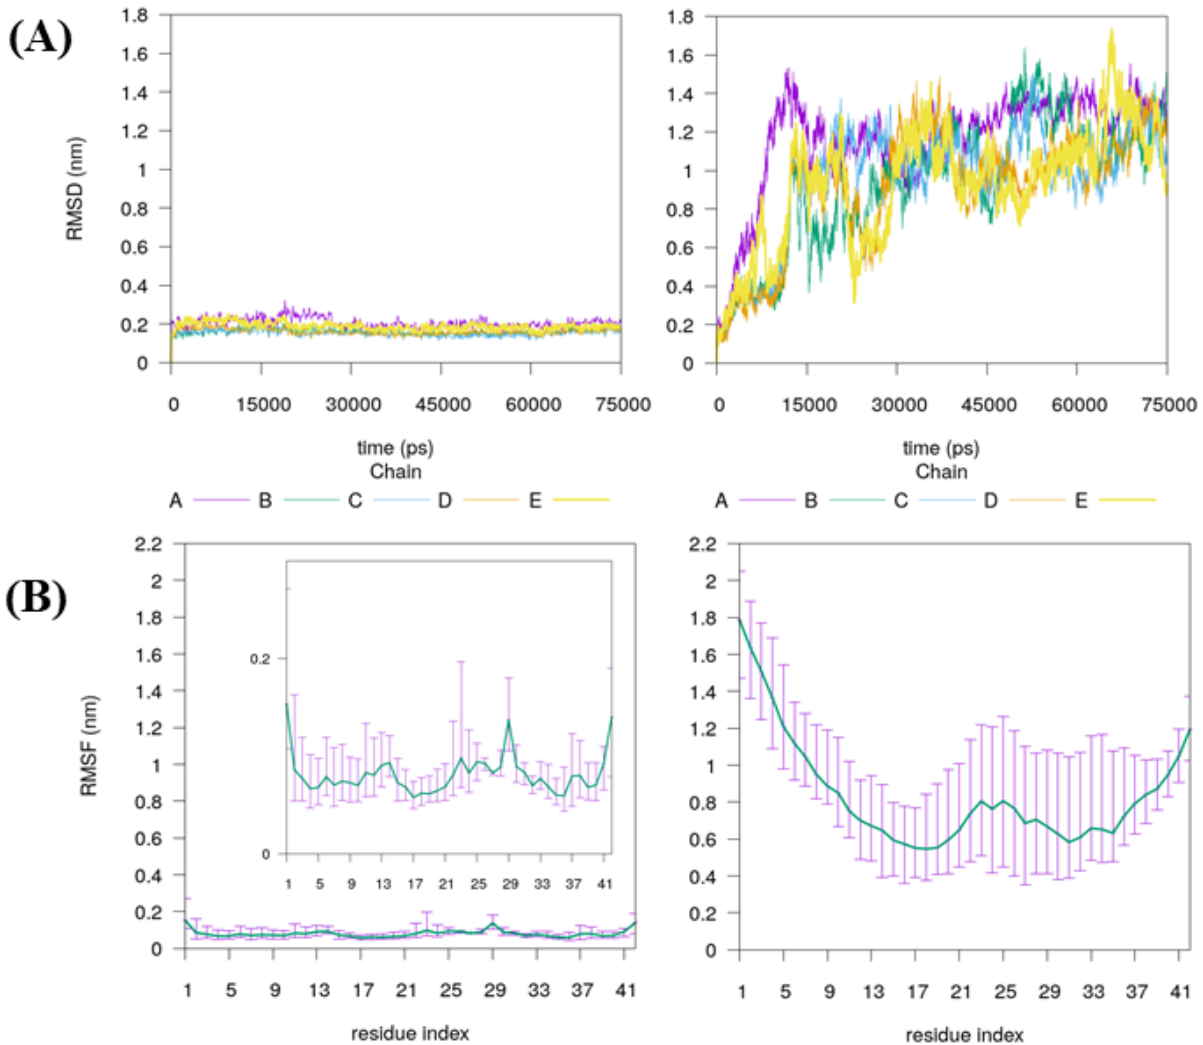 (A)
RMSD (nm)
1.8
1.6
1.4
1.2
1
0.8
0.6
0.4
0.2
0
0 15000 30000 45000 60000 75000
time (ps)
Chain
A B C D E
1.8
1.6
1.4
1.2
1
0.8
0.6
0.4
0.2
0
0 15000 30000 45000 60000 75000
time (ps)
Chain
A B C D E
(B)
RMSF (nm)
2.2
2
1.8
1.6
1.4
1.2
1
0.8
0.6
0.4
0.2
0
0.2
0
1 5 9 13 17 21 25 29 33 37 41
1 5 9 13 17 21 25 29 33 37 41
residue index
2.2
2
1.8
1.6
1.4
1.2
1
0.8
0.6
0.4
0.2
0
1 5 9 13 17 21 25 29 33 37 41
residue index